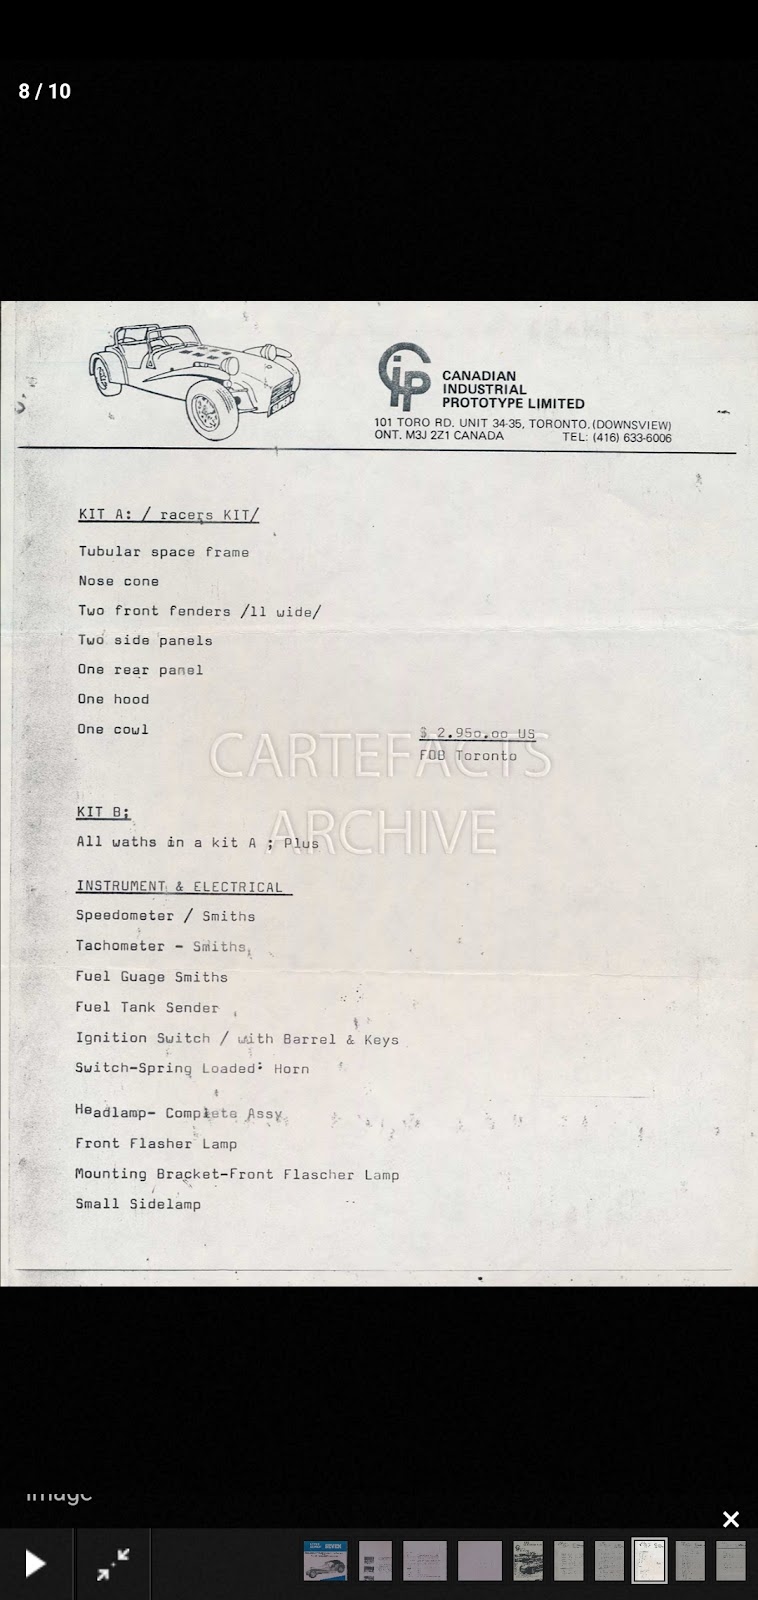 8 / 10
CiP
CANADIAN
INDUSTRIAL
PROTOTYPE LIMITED
101 TORO RD. UNIT 34-35, TORONTO, (DOWNSVIEW)
ONT. M3J 2Z1 CANADA TEL: (416) 633-6006
KIT A: / racers KIT/
Tubular space frame
Nose cone
Two front fenders /11 wide/
Two side panels
One rear panel
One hood
One cowl
$ 2.950.00 US
FOB Toronto
CARTEFACTS
ARCHIVE
KIT B;
All waths in a kit A ; Plus
INSTRUMENT & ELECTRICAL
Speedometer / Smiths
Tachometer - Smiths
Fuel Guage Smiths
Fuel Tank Sender
Ignition Switch / with Barrel & Keys
Switch-Spring Loaded: Horn
Headlamp- Complete Assy
Front Flasher Lamp
Mounting Bracket-Front Flascher Lamp
Small Sidelamp
image